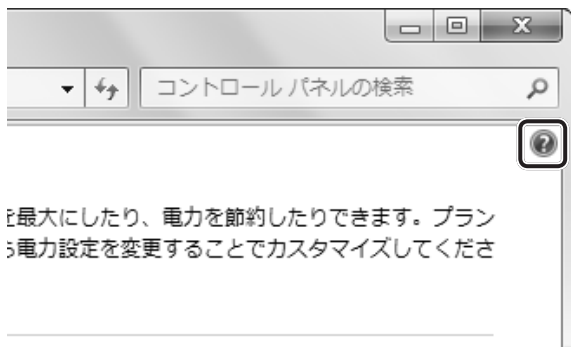 コントロール パネルの検索
を最大にしたり、電力を節約したりできます。プラン
電力設定を変更することでカスタマイズしてくださ